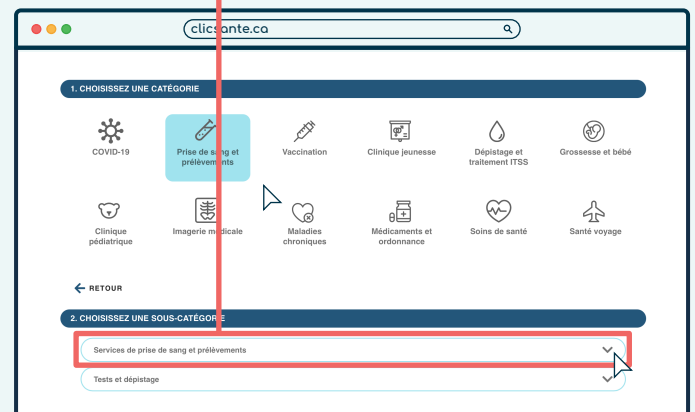 clicsante.ca
1. CHOISISSEZ UNE CATÉGORIE
COVID-19
Prise de sang et
prélèvements
Vaccination
Clinique jeunesse
Dépistage et
traitement ITSS
Grossesse et bébé
Clinique
pédiatrique
Imagerie médicale
Maladies
chroniques
Médicaments et
ordonnance
Soins de santé
Santé voyage
RETOUR
2. CHOISISSEZ UNE SOUS-CATÉGORIE
Services de prise de sang et prélèvements
Tests et dépistage